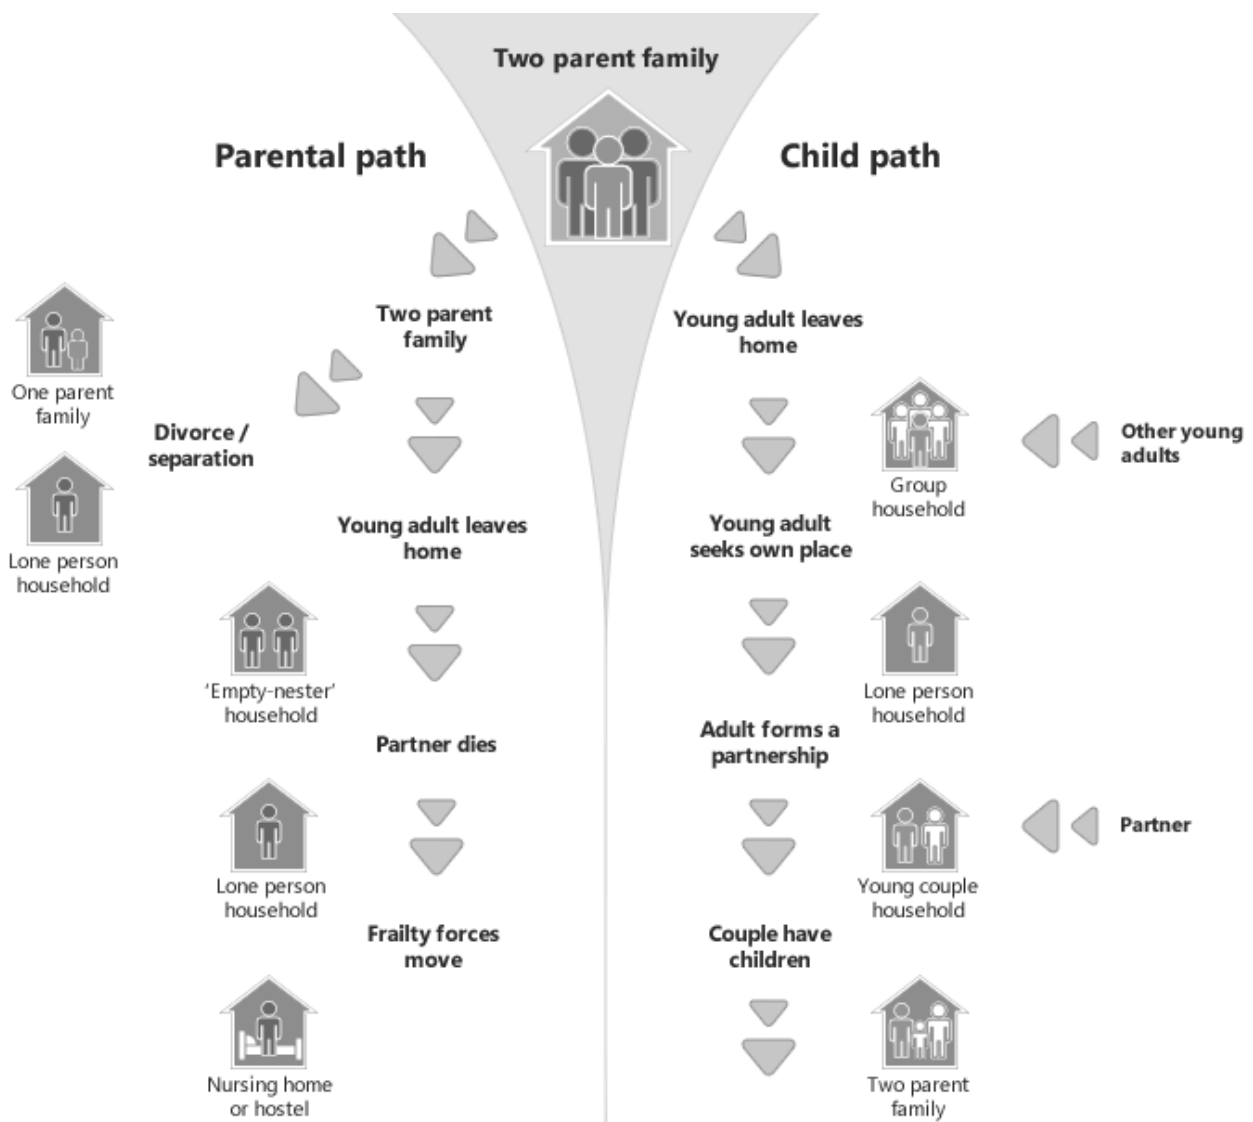 Two parent family
Parental path
Child path
Two parent
family
One parent
family
Divorce /
separation
Lone person
household
Young adult leaves
home
'Empty-nester'
household
Partner dies
Lone person
household
Frailty forces
move
Nursing home
or hostel
Young adult leaves
home
Other young
adults
Group
household
Young adult
seeks own place
Lone person
household
Adult forms a
partnership
Partner
Young couple
household
Couple have
children
Two parent
family